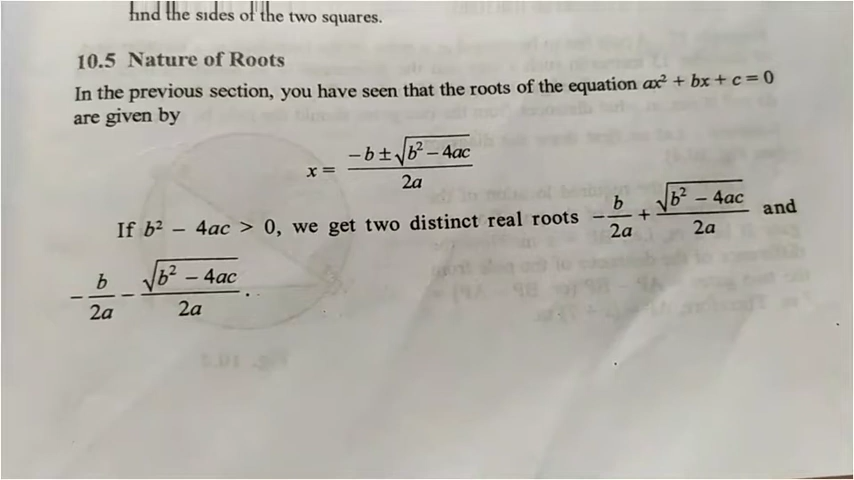 find the sides of the two squares.
10.5 Nature of Roots
In the previous section, you have seen that the roots of the equation ax² + bx + c = 0
are given by
x = (-b ± √(b² – 4ac)) / 2a
If b² – 4ac > 0, we get two distinct real roots -b/2a + √(b² – 4ac)/2a and
-b/2a – √(b² – 4ac)/2a.